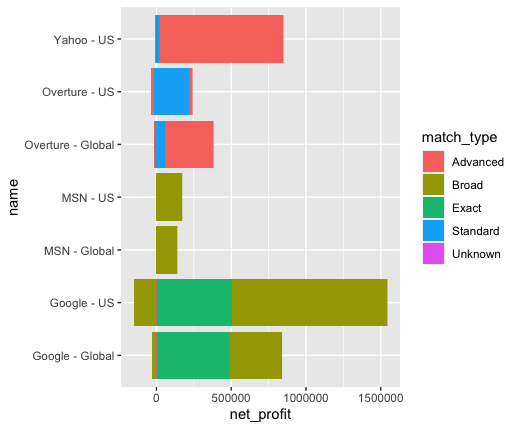 Yahoo - US
Overture - US
Overture - Global
MSN - US
MSN - Global
Google - US
Google - Global
name
0
500000
1000000
1500000
net_profit
match_type
Advanced
Broad
Exact
Standard
Unknown